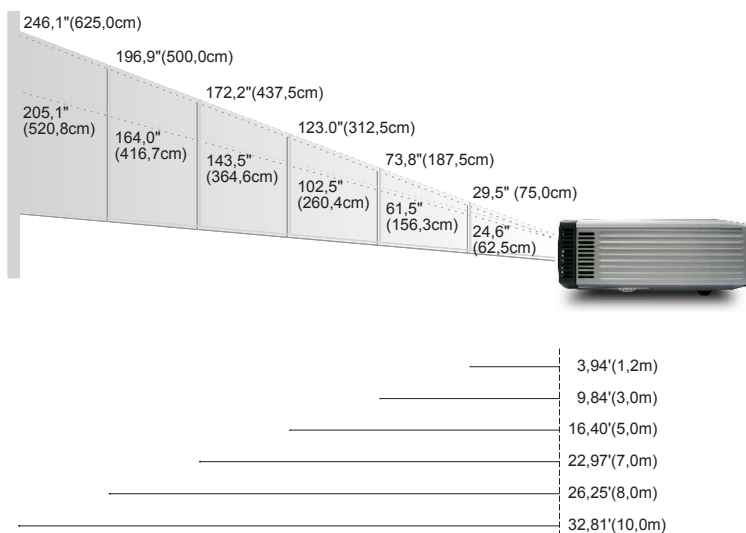 246,1"(625,0cm)
196,9"(500,0cm)
172,2"(437,5cm)
123.0"(312,5cm)
73,8"(187,5cm)
29,5" (75,0cm)
205,1"
(520,8cm)
164,0"
(416,7cm)
143,5"
(364,6cm)
102,5"
(260,4cm)
61,5"
(156,3cm)
24,6"
(62,5cm)
3,94'(1,2m)
9,84'(3,0m)
16,40'(5,0m)
22,97'(7,0m)
26,25'(8,0m)
32,81'(10,0m)